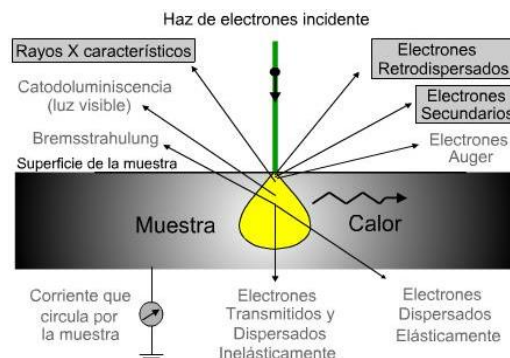 Haz de electrones incidente
Rayos X característicos
Catodoluminiscencia
(luz visible)
Bremsstrahulung
Superficie de la muestra
Electrones
Retrodispersados
Electrones
Secundarios
Electrones
Auger
Muestra
Calor
Corriente que
circula por
la muestra
Electrones
Transmitidos y
Dispersados
Inelásticamente
Electrones
Dispersados
Elásticamente